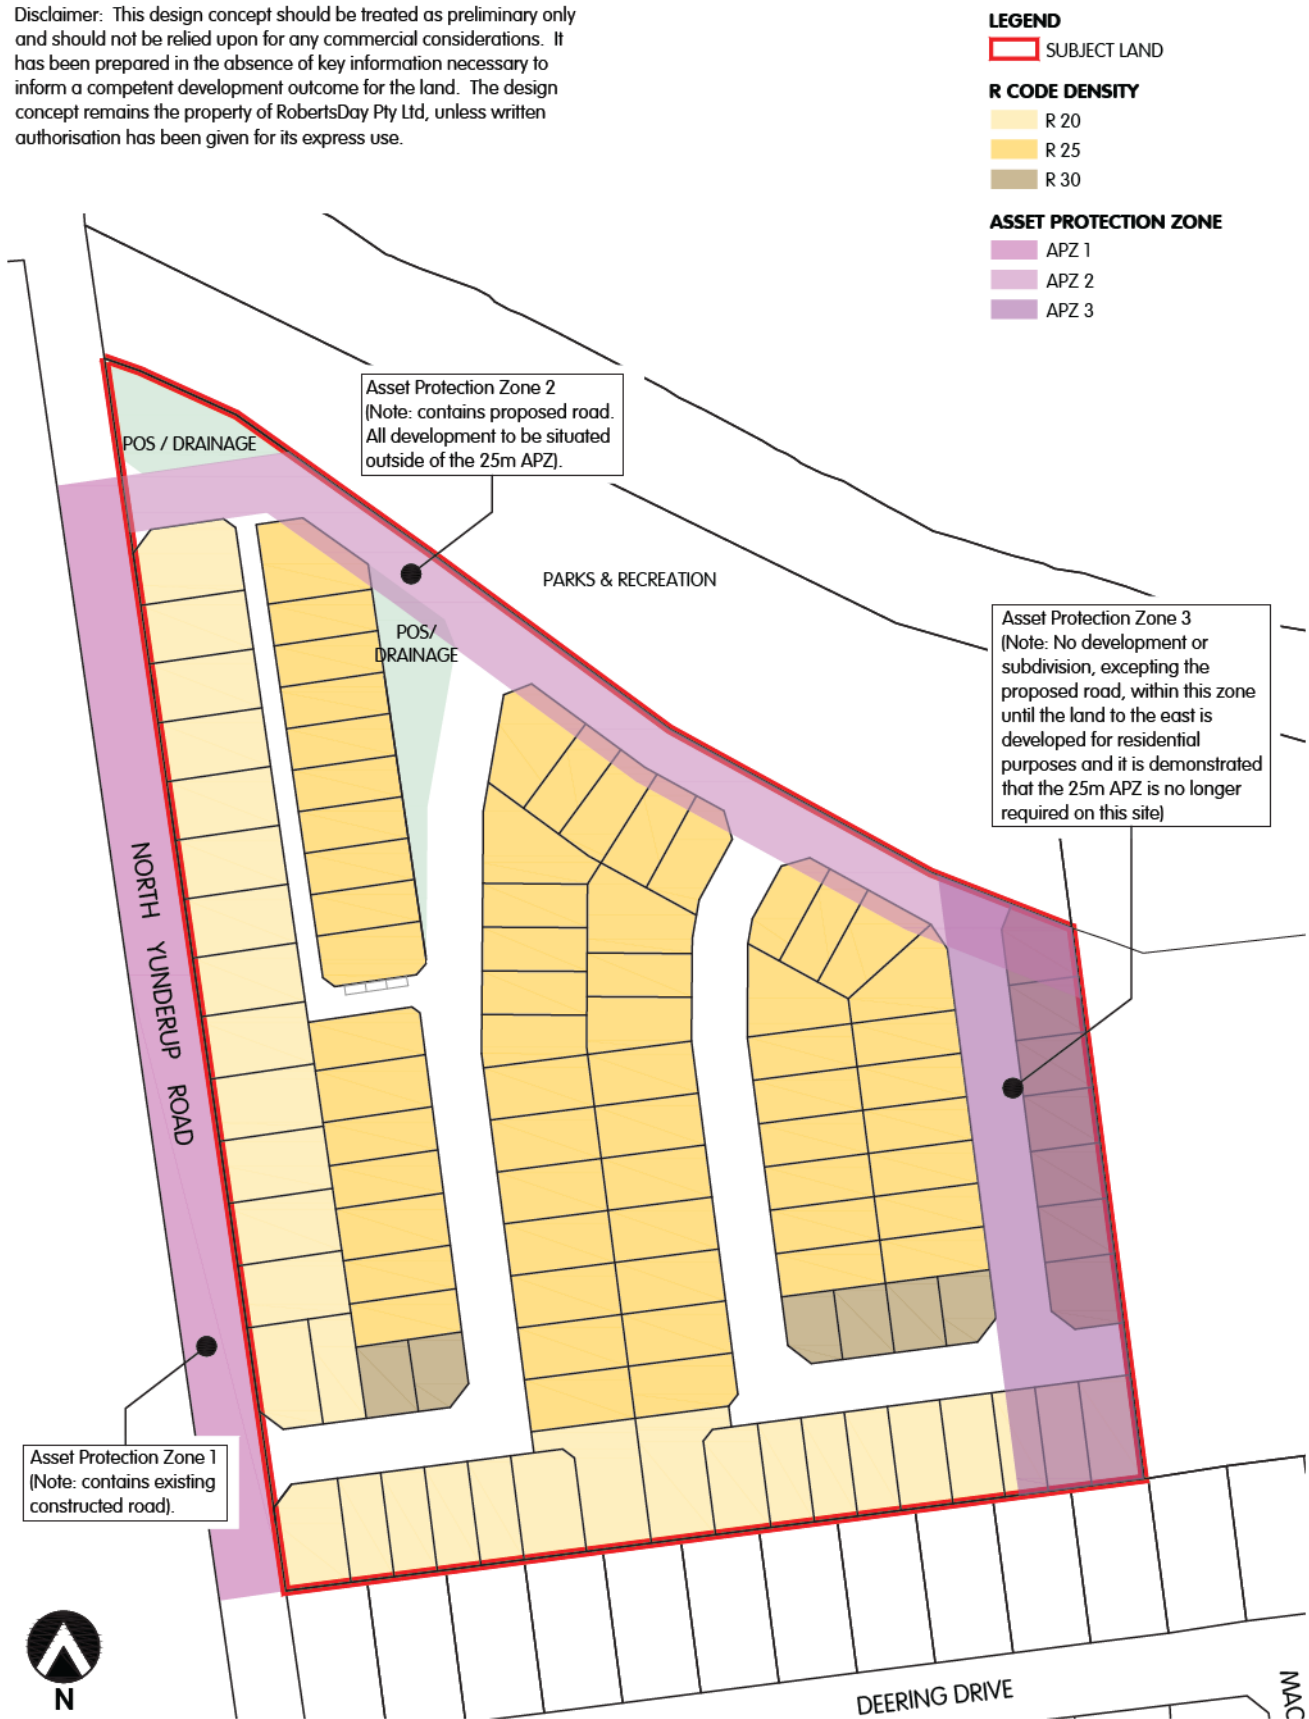 Disclaimer: This design concept should be treated as preliminary only
and should not be relied upon for any commercial considerations. It
has been prepared in the absence of key information necessary to
inform a competent development outcome for the land. The design
concept remains the property of RobertsDay Pty Ltd, unless written
authorisation has been given for its express use.
LEGEND
SUBJECT LAND
R CODE DENSITY
R 20
R 25
R 30
ASSET PROTECTION ZONE
APZ 1
APZ 2
APZ 3
Asset Protection Zone 2
(Note: contains proposed road.
All development to be situated
outside of the 25m APZ).
POS / DRAINAGE
PARKS & RECREATION
POS/
DRAINAGE
Asset Protection Zone 3
(Note: No development or
subdivision, excepting the
proposed road, within this zone
until the land to the east is
developed for residential
purposes and it is demonstrated
that the 25m APZ is no longer
required on this site)
NORTH YUNDERUP ROAD
Asset Protection Zone 1
(Note: contains existing
constructed road).
N
DEERING DRIVE
MAC